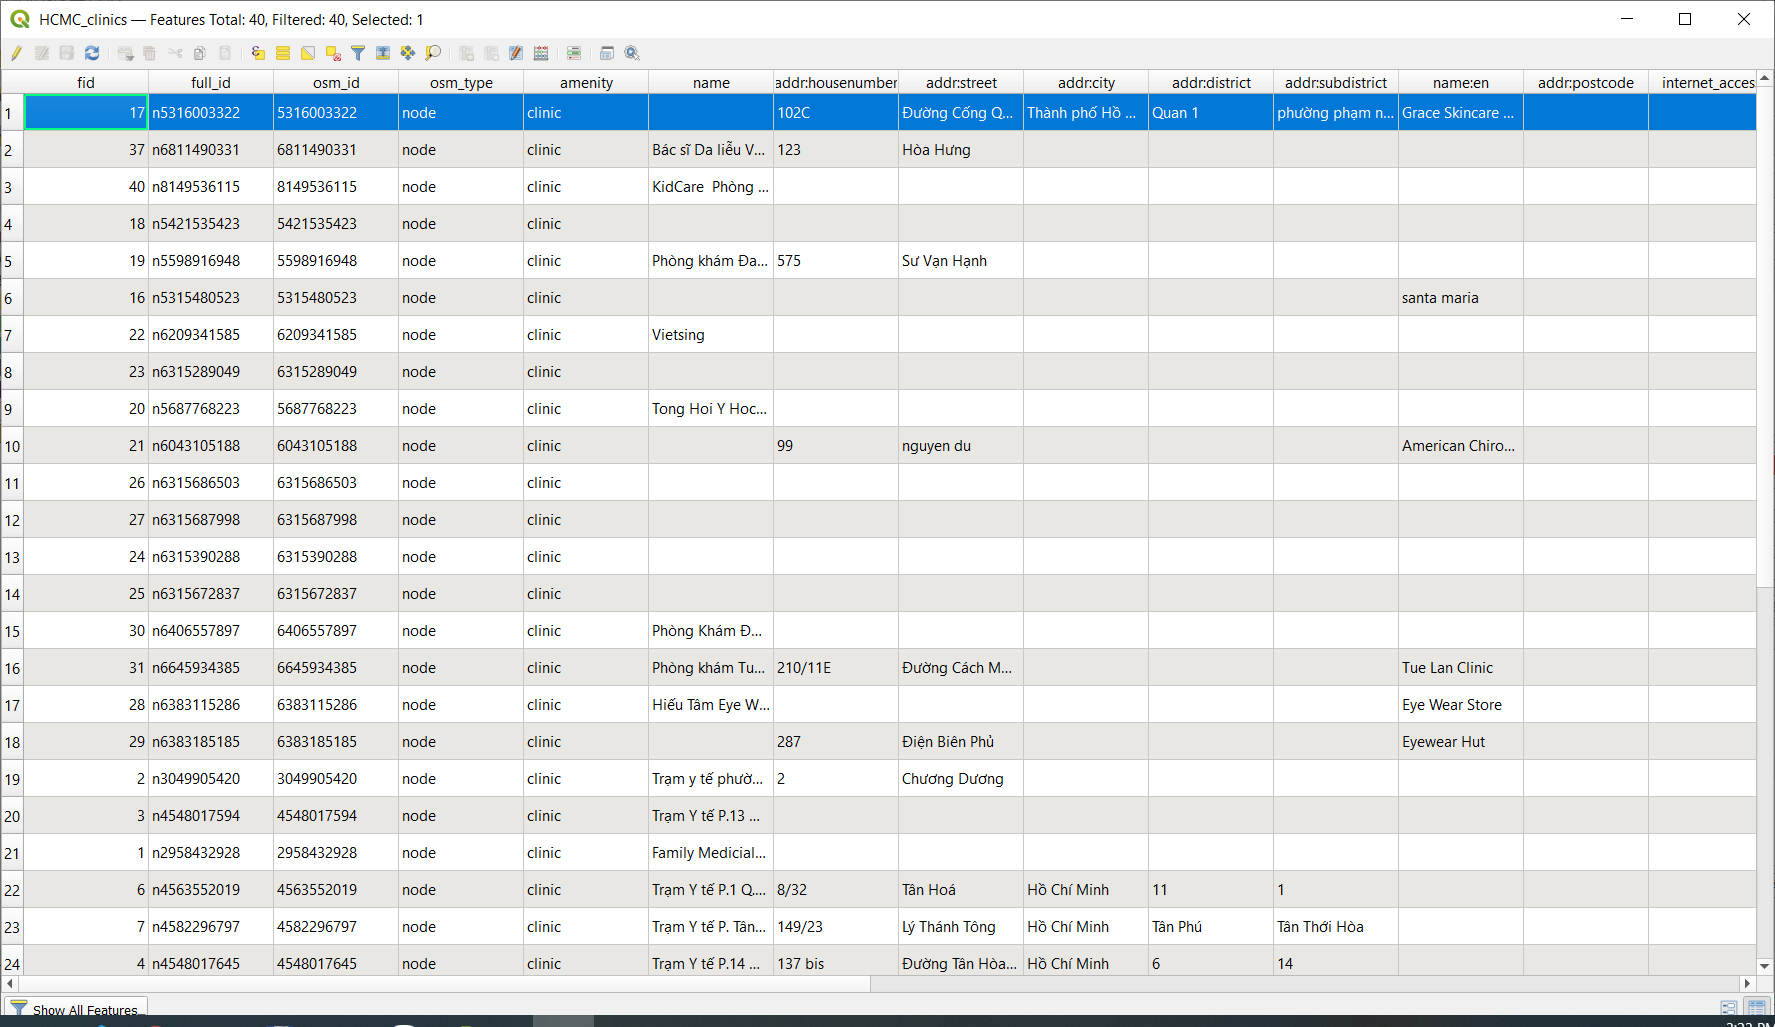 HCMC_clinics — Features Total: 40, Filtered: 40, Selected: 1
fid full_id osm_id osm_type amenity name addr:housenumber addr:street addr:city addr:district addr:subdistrict name:en addr:postcode internet_acces
1 17 n5316003322 5316003322 node clinic 102C Đường Cống Q... Thành phố Hồ ... Quan 1 phường phạm n... Grace Skincare ...
2 37 n6811490331 6811490331 node clinic Bác sĩ Da liễu V... 123 Hòa Hưng
3 40 n8149536115 8149536115 node clinic KidCare Phòng ...
4 18 n5421535423 5421535423 node clinic
5 19 n5598916948 5598916948 node clinic Phòng khám Đa... 575 Sư Vạn Hạnh
6 16 n5315480523 5315480523 node clinic santa maria
7 22 n6209341585 6209341585 node clinic Vietsing
8 23 n6315289049 6315289049 node clinic
9 20 n5687768223 5687768223 node clinic Tong Hoi Y Hoc...
10 21 n6043105188 6043105188 node clinic 99 nguyen du American Chiro...
11 26 n6315686503 6315686503 node clinic
12 27 n6315687998 6315687998 node clinic
13 24 n6315390288 6315390288 node clinic
14 25 n6315672837 6315672837 node clinic
15 30 n6406557897 6406557897 node clinic Phòng Khám Đ...
16 31 n6645934385 6645934385 node clinic Phòng khám Tu... 210/11E Đường Cách M... Tue Lan Clinic
17 28 n6383115286 6383115286 node clinic Hiếu Tâm Eye W... Eye Wear Store
18 29 n6383185185 6383185185 node clinic 287 Điện Biên Phủ Eyewear Hut
19 2 n3049905420 3049905420 node clinic Trạm y tế phườ... 2 Chương Dương
20 3 n4548017594 4548017594 node clinic Trạm Y tế P.13 ...
21 1 n2958432928 2958432928 node clinic Family Medicial...
22 6 n4563552019 4563552019 node clinic Trạm Y tế P.1 Q.... 8/32 Tân Hoá Hồ Chí Minh 11 1
23 7 n4582296797 4582296797 node clinic Trạm Y tế P. Tân... 149/23 Lý Thánh Tông Hồ Chí Minh Tân Phú Tân Thới Hòa
24 4 n4548017645 4548017645 node clinic Trạm Y tế P.14 ... 137 bis Đường Tân Hòa... Hồ Chí Minh 6 14
Show All Features